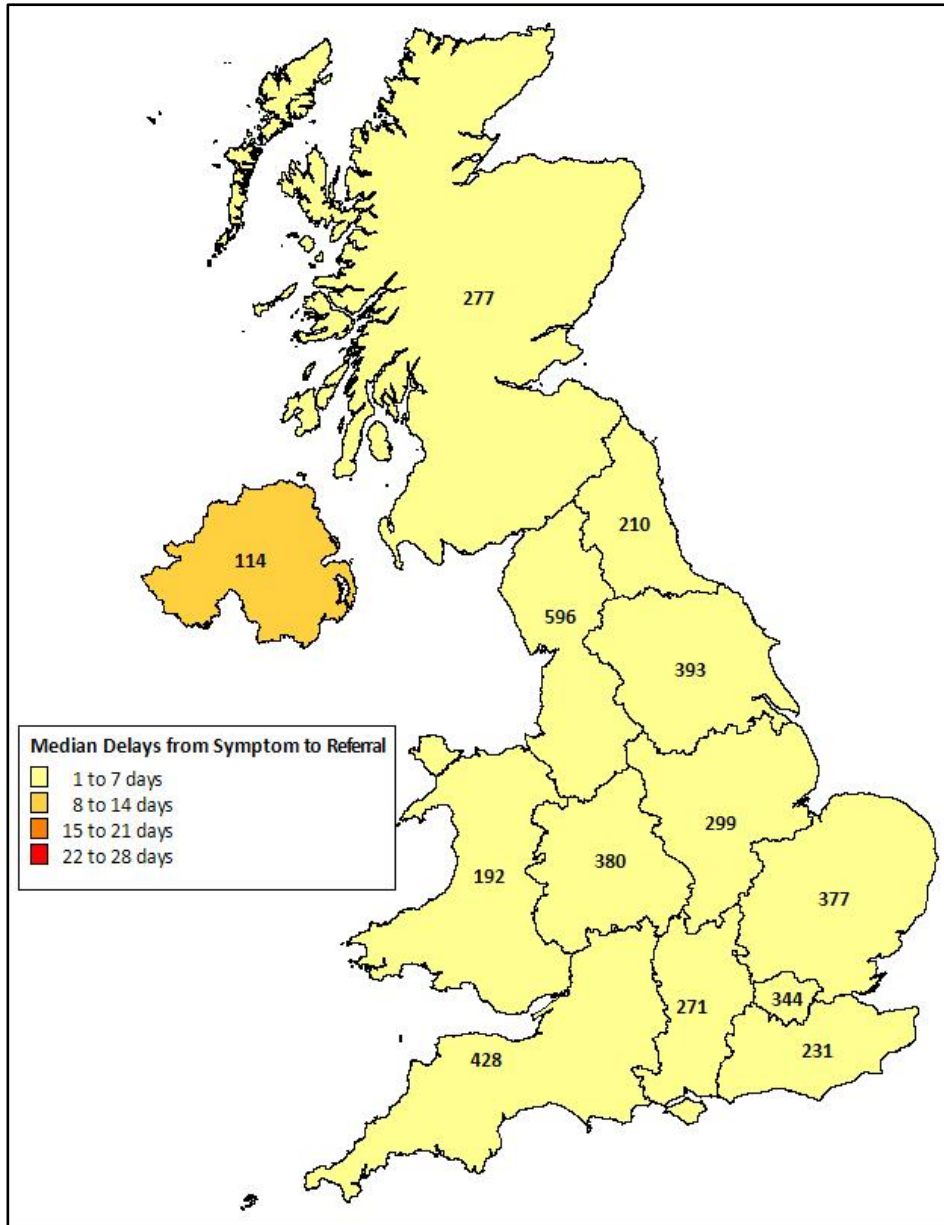 277
210
114
596
393
Median Delays from Symptom to Referral
1 to 7 days
8 to 14 days
15 to 21 days
22 to 28 days
299
380
192
377
344
271
231
428